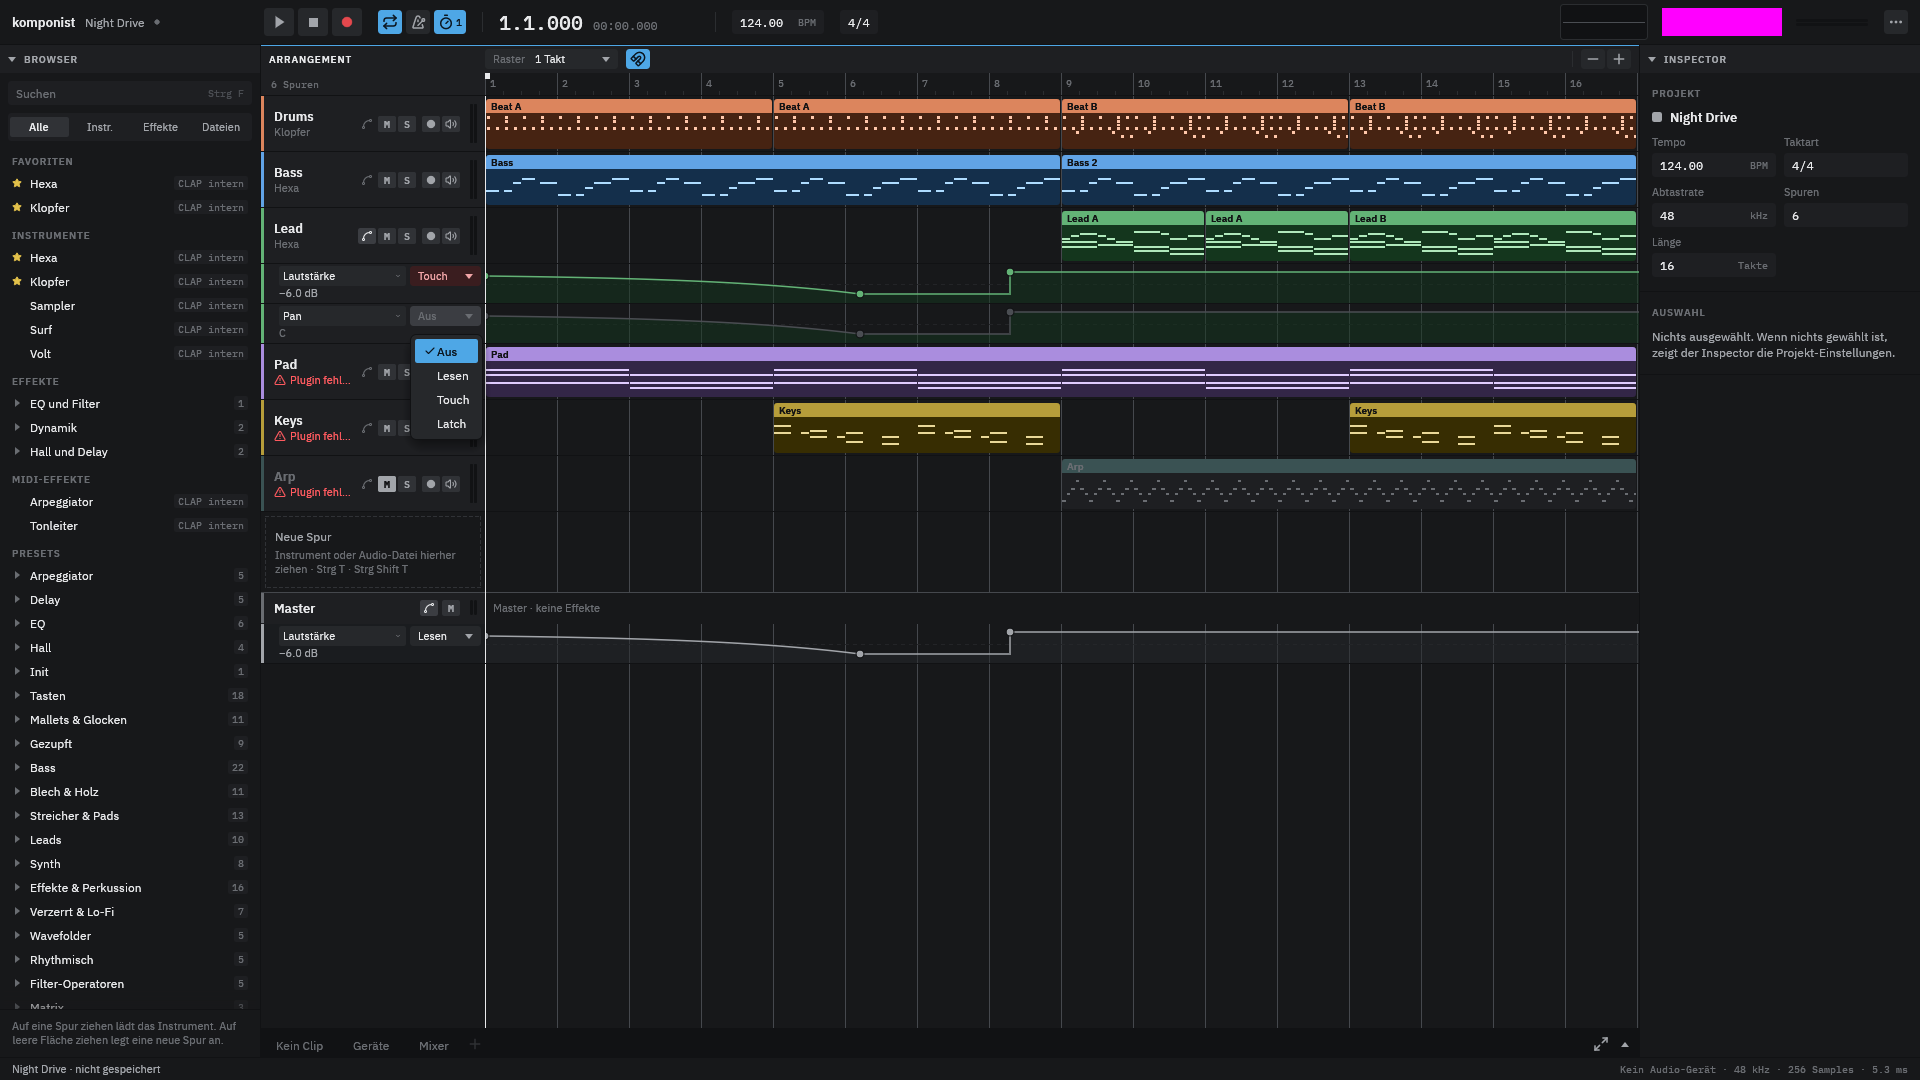 komponist Night Drive
1
1.1.000 00:00.000
124.00 BPM
4/4
BROWSER
Suchen Strg F
Alle Instr. Effekte Dateien
FAVORITEN
Hexa CLAP intern
Klopfer CLAP intern
INSTRUMENTE
Hexa CLAP intern
Klopfer CLAP intern
Sampler CLAP intern
Surf CLAP intern
Volt CLAP intern
EFFEKTE
EQ und Filter 1
Dynamik 2
Hall und Delay 2
MIDI-EFFEKTE
Arpeggiator CLAP intern
Tonleiter CLAP intern
PRESETS
Arpeggiator 5
Delay 5
EQ 6
Hall 4
Init 1
Tasten 18
Mallets & Glocken 11
Gezupft 9
Bass 22
Blech & Holz 11
Streicher & Pads 13
Leads 10
Synth 8
Effekte & Perkussion 16
Verzerrt & Lo-Fi 7
Wavefolder 5
Rhythmisch 5
Filter-Operatoren 5
Matrix 3
Auf eine Spur ziehen lädt das Instrument. Auf
leere Fläche ziehen legt eine neue Spur an.
ARRANGEMENT
Raster 1 Takt
6 Spuren
1 2 3 4 5 6 7 8 9 10 11 12 13 14 15 16
Drums
Klopfer
M S
Beat A Beat A Beat B Beat B
Bass
Hexa
M S
Bass Bass 2
Lead
Hexa
M S
Lead A Lead A Lead B
Lautstärke Touch
−6.0 dB
Pan Aus
C
Aus
Lesen
Touch
Latch
Pad
Plugin fehl...
M S
Pad
Keys
Plugin fehl...
M S
Keys Keys
Arp
Plugin fehl...
M S
Arp
Neue Spur
Instrument oder Audio-Datei hierher
ziehen · Strg T · Strg Shift T
Master
M
Master · keine Effekte
Lautstärke Lesen
−6.0 dB
Kein Clip Geräte Mixer
INSPECTOR
PROJEKT
Night Drive
Tempo Taktart
124.00 BPM 4/4
Abtastrate Spuren
48 kHz 6
Länge
16 Takte
AUSWAHL
Nichts ausgewählt. Wenn nichts gewählt ist,
zeigt der Inspector die Projekt-Einstellungen.
Night Drive · nicht gespeichert
Kein Audio-Gerät · 48 kHz · 256 Samples · 5.3 ms